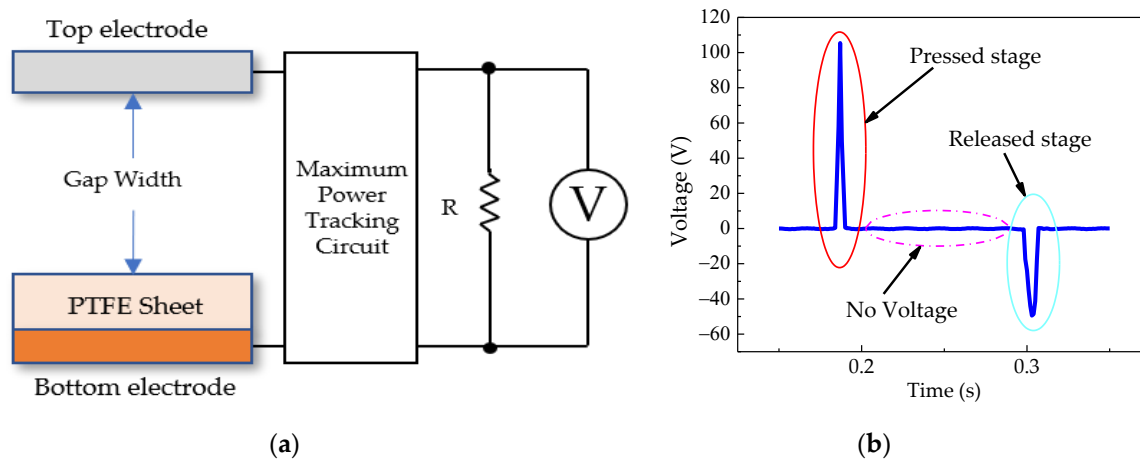 Top electrode
Gap Width
PTFE Sheet
Bottom electrode
Maximum
Power
Tracking
Circuit
R
V
(a)
120
100
80
60
40
20
0
−20
−40
−60
Voltage (V)
Pressed stage
Released stage
No Voltage
0.2
0.3
Time (s)
(b)